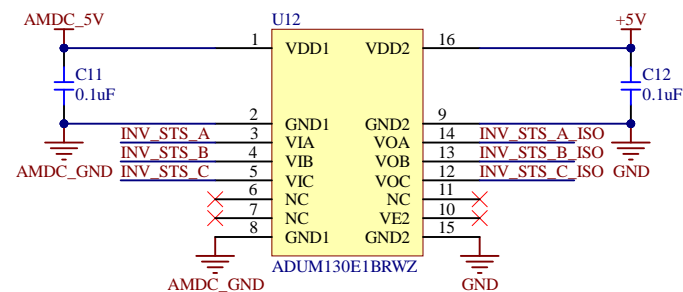 AMDC_5V U12 +5V
1 VDD1 VDD2 16
C11 C12
0.1uF 0.1uF
2 GND1 GND2 9
INV_STS_A 3 VIA VOA 14 INV_STS_A_ISO
INV_STS_B 4 VIB VOB 13 INV_STS_B_ISO
INV_STS_C 5 VIC VOC 12 INV_STS_C_ISO
AMDC_GND GND
6 NC NC 11
7 NC VE2 10
8 GND1 GND2 15
ADUM130E1BRWZ
AMDC_GND GND